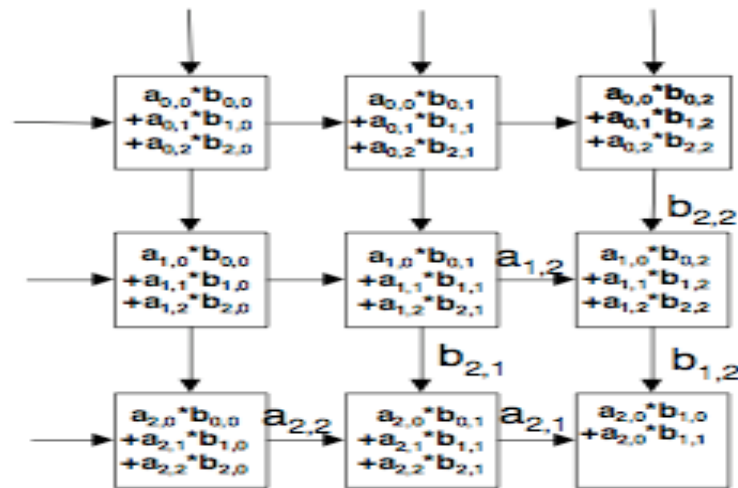 a0,0*b0,0
+a0,1*b1,0
+a0,2*b2,0
a0,0*b0,1
+a0,1*b1,1
+a0,2*b2,1
a0,0*b0,2
+a0,1*b1,2
+a0,2*b2,2
b2,2
a1,0*b0,0
+a1,1*b1,0
+a1,2*b2,0
a1,0*b0,1
+a1,1*b1,1
+a1,2*b2,1
a1,2
a1,0*b0,2
+a1,1*b1,2
+a1,2*b2,2
b2,1
b1,2
a2,0*b0,0
+a2,1*b1,0
+a2,2*b2,0
a2,2
a2,0*b0,1
+a2,1*b1,1
+a2,2*b2,1
a2,1
a2,0*b1,0
+a2,0*b1,1